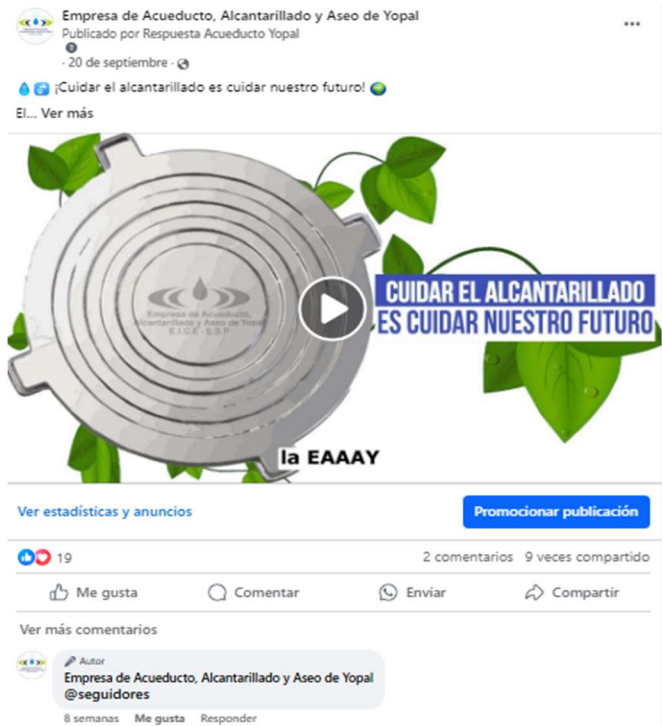 Empresa de Acueducto, Alcantarillado y Aseo de Yopal
Publicado por Respuesta Acueducto Yopal
· 20 de septiembre ·
¡Cuidar el alcantarillado es cuidar nuestro futuro!
El... Ver más
Empresa de Acueducto,
Alcantarillado y Aseo de Yopal
E.I.C.E - E.S.P
CUIDAR EL ALCANTARILLADO
ES CUIDAR NUESTRO FUTURO
la EAAAY
Ver estadísticas y anuncios
Promocionar publicación
19
2 comentarios 9 veces compartido
Me gusta Comentar Enviar Compartir
Ver más comentarios
Autor
Empresa de Acueducto, Alcantarillado y Aseo de Yopal
@seguidores
8 semanas Me gusta Responder